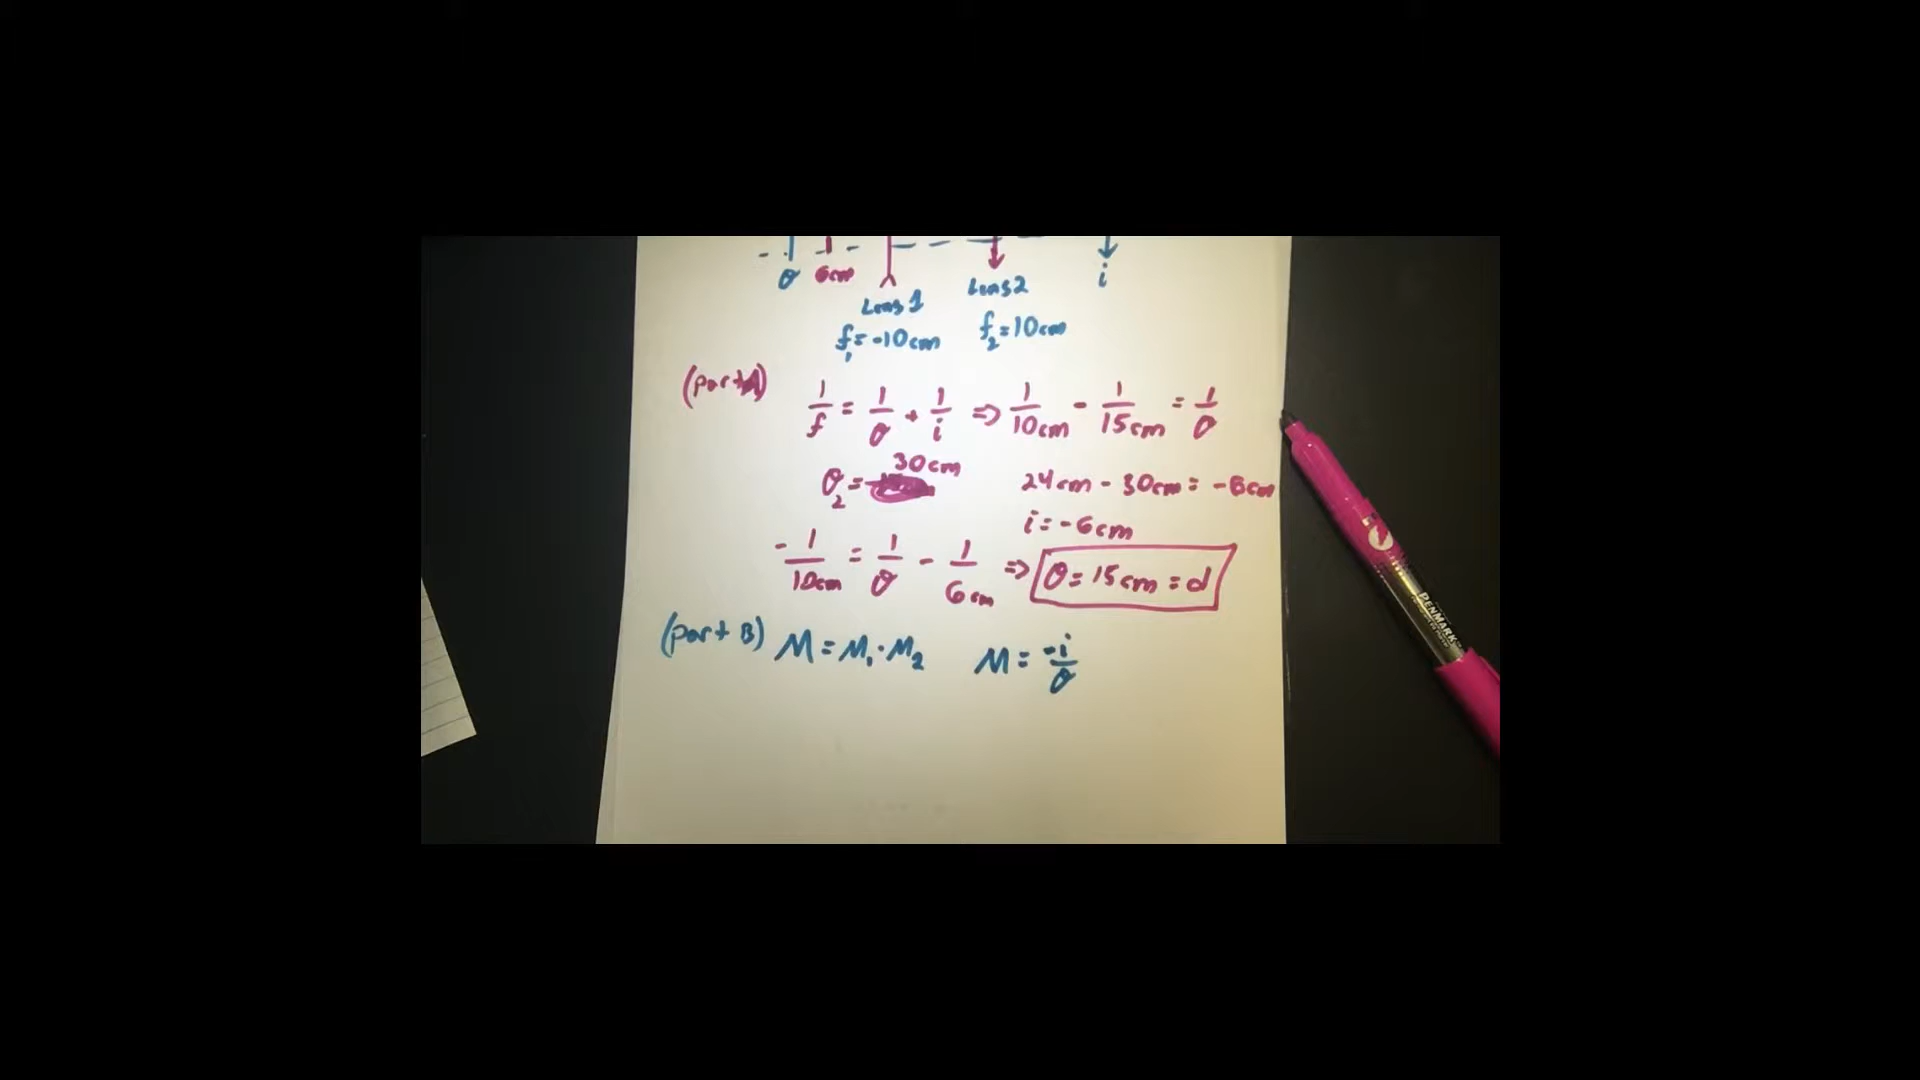 O 6cm i
Lens 1 Lens 2
f₁=-10cm f₂=10cm
(part A) 1/f = 1/O + 1/i ⇒ 1/10cm - 1/15cm = 1/O
O₂ = 30cm 24cm - 30cm = -6cm
i = -6cm
-1/10cm = 1/O - 1/6cm ⇒ O = 15cm = d
(part B) M = M₁·M₂ M = -i/O
PENMARK